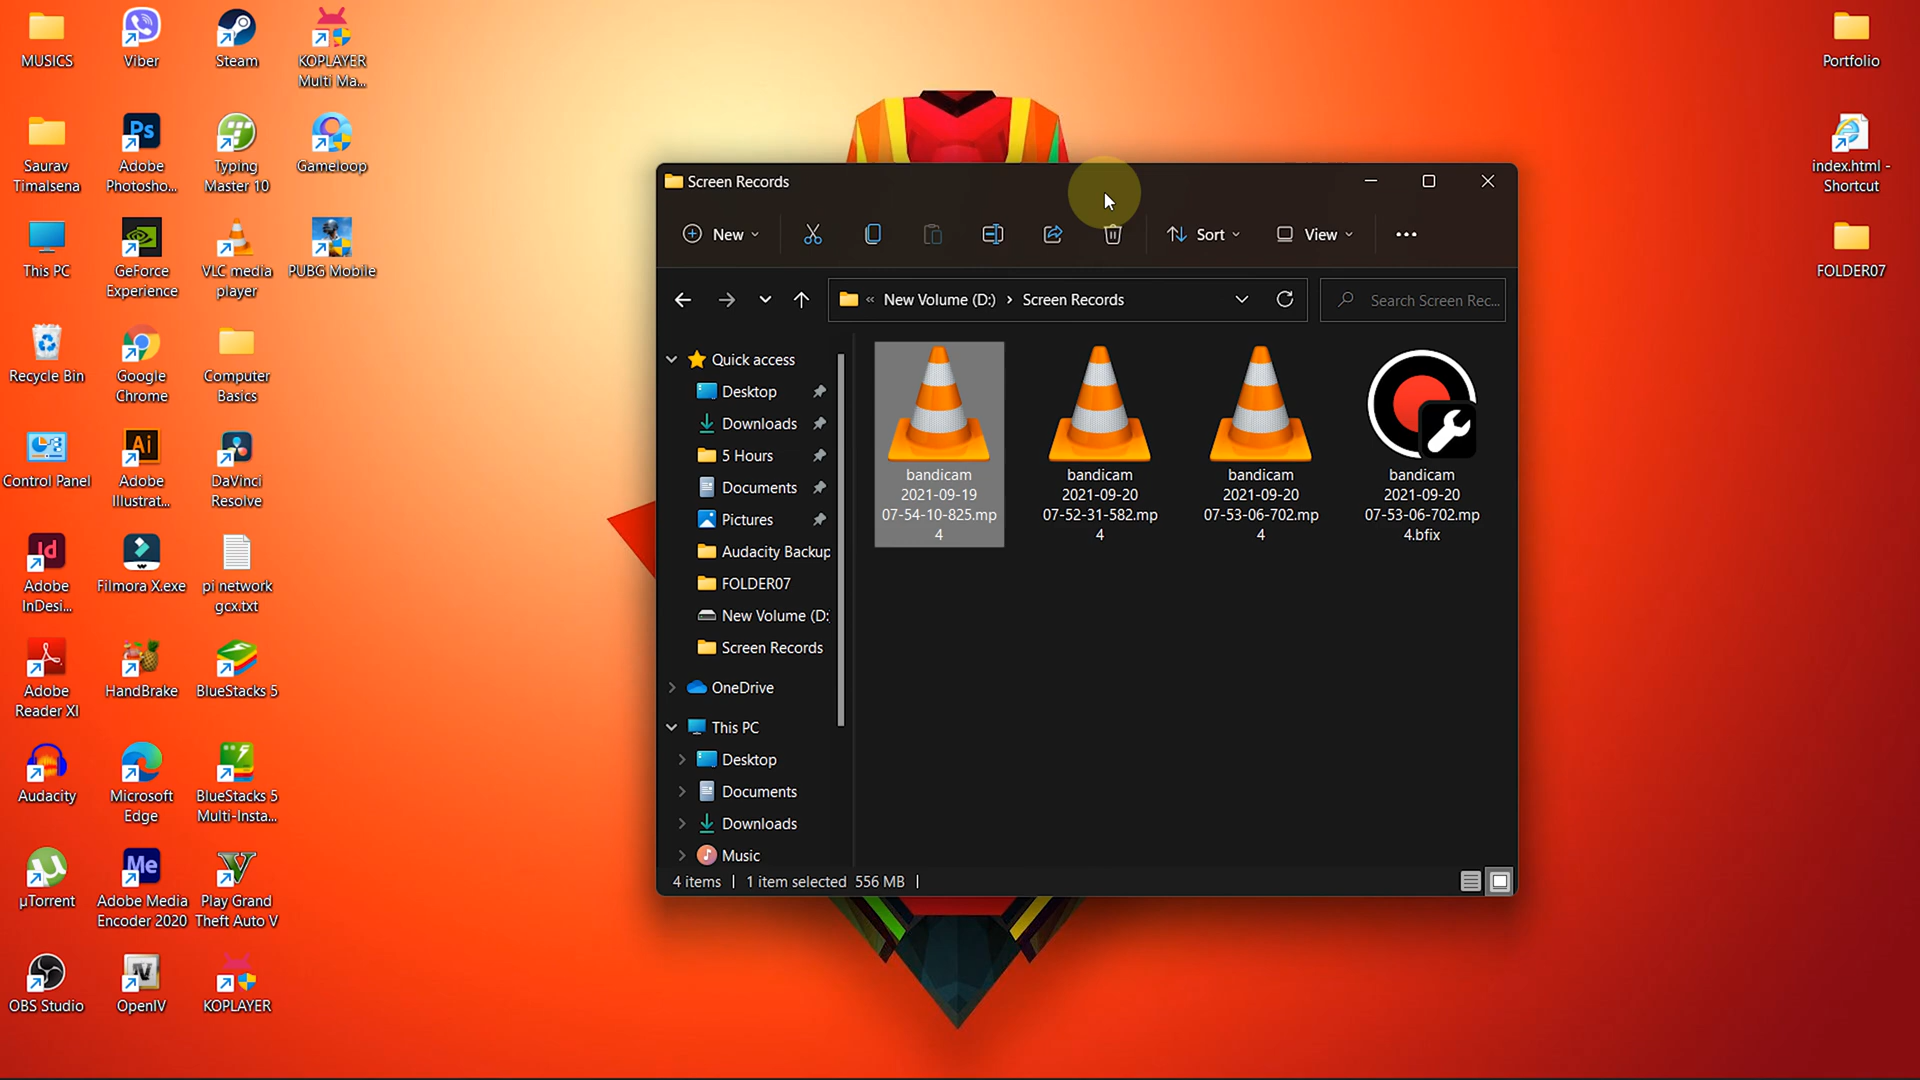 MUSICS
Viber
Steam
KOPLAYER
Multi Ma...
Saurav
Timalsena
Adobe
Photosho...
Typing
Master 10
Gameloop
This PC
GeForce
Experience
VLC media
player
PUBG Mobile
Recycle Bin
Google
Chrome
Computer
Basics
Control Panel
Adobe
Illustrat...
DaVinci
Resolve
Adobe
InDesi...
Filmora X.exe
pi network
gcx.txt
Adobe
Reader XI
HandBrake
BlueStacks 5
Audacity
Microsoft
Edge
BlueStacks 5
Multi-Insta...
µTorrent
Adobe Media
Encoder 2020
Play Grand
Theft Auto V
OBS Studio
OpenIV
KOPLAYER
Screen Records
New
Sort
View
« New Volume (D:) › Screen Records
Search Screen Rec...
Quick access
Desktop
Downloads
5 Hours
Documents
Pictures
Audacity Backup
FOLDER07
New Volume (D:
Screen Records
OneDrive
This PC
Desktop
Documents
Downloads
Music
bandicam
2021-09-19
07-54-10-825.mp
4
bandicam
2021-09-20
07-52-31-582.mp
4
bandicam
2021-09-20
07-53-06-702.mp
4
bandicam
2021-09-20
07-53-06-702.mp
4.bfix
4 items | 1 item selected 556 MB |
Portfolio
index.html -
Shortcut
FOLDER07
Ps
Ai
Id
Me